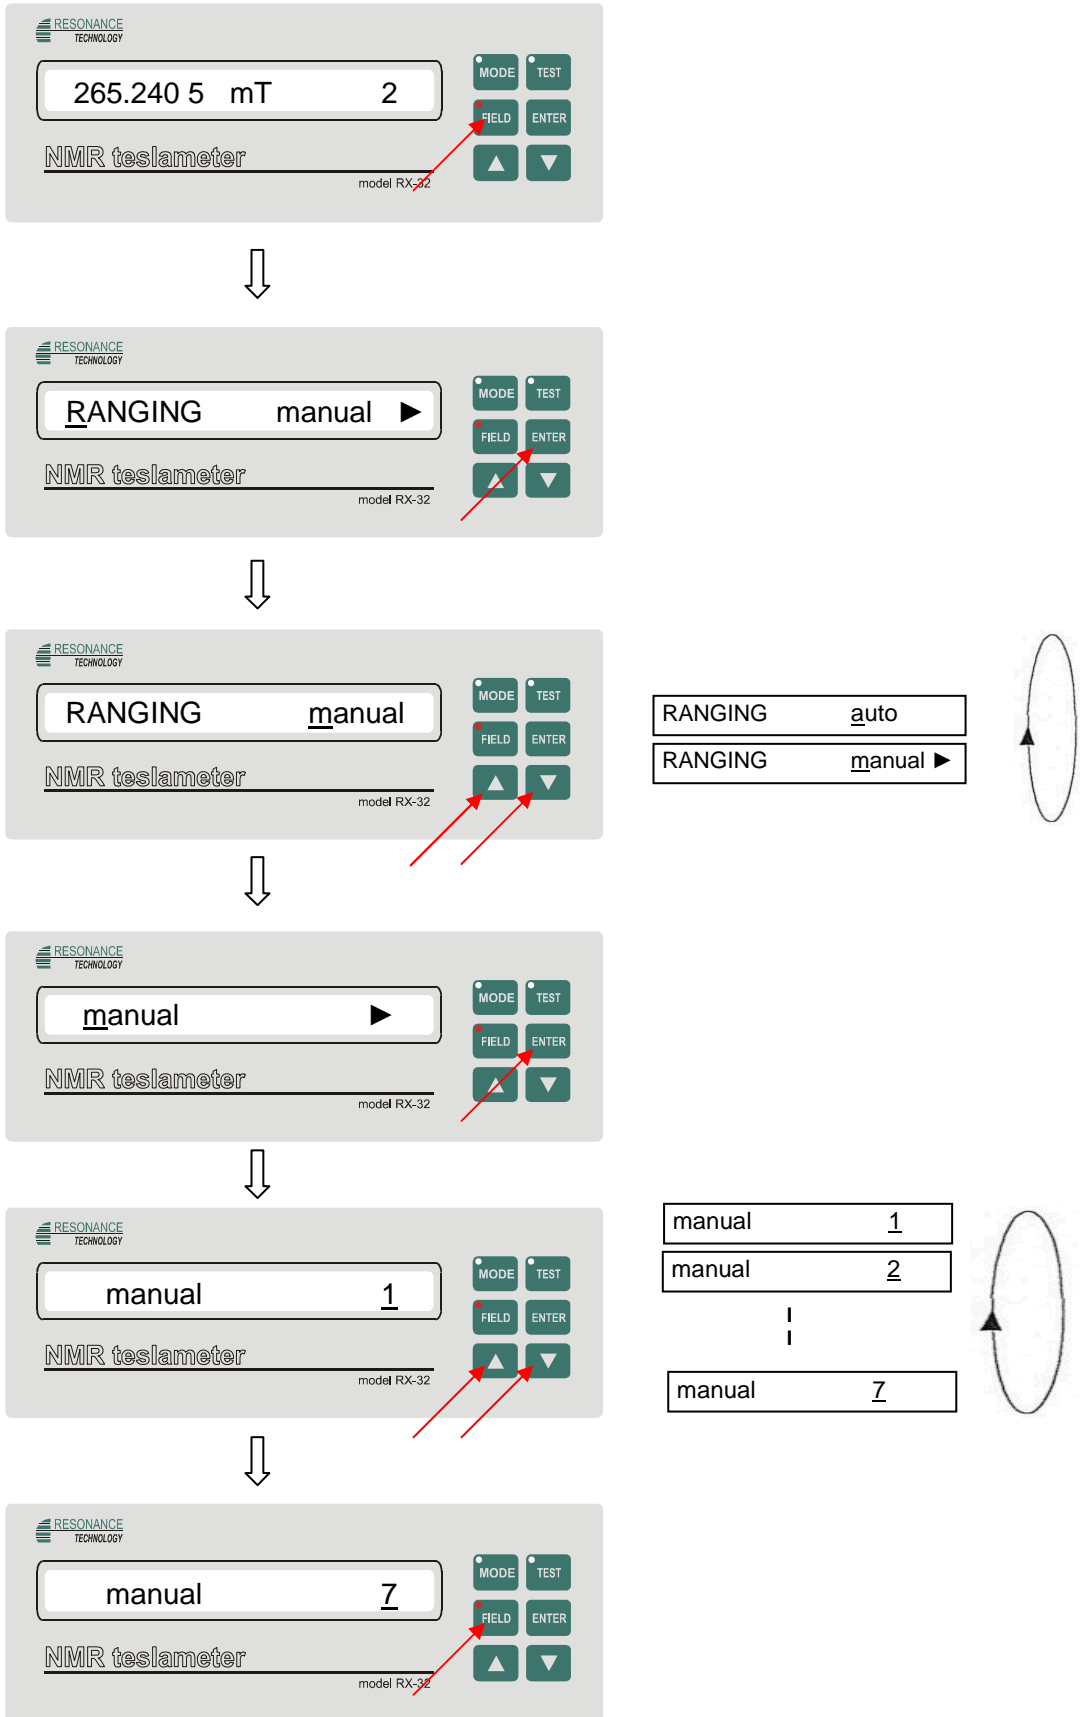 RESONANCE
TECHNOLOGY
265.240 5 mT 2
MODE TEST
FIELD ENTER
▲ ▼
NMR teslameter
model RX-32
RESONANCE
TECHNOLOGY
RANGING manual ►
MODE TEST
FIELD ENTER
▲ ▼
NMR teslameter
model RX-32
RESONANCE
TECHNOLOGY
RANGING manual
MODE TEST
FIELD ENTER
▲ ▼
NMR teslameter
model RX-32
RANGING auto
RANGING manual ►
RESONANCE
TECHNOLOGY
manual ►
MODE TEST
FIELD ENTER
▲ ▼
NMR teslameter
model RX-32
RESONANCE
TECHNOLOGY
manual 1
MODE TEST
FIELD ENTER
▲ ▼
NMR teslameter
model RX-32
manual 1
manual 2
manual 7
RESONANCE
TECHNOLOGY
manual 7
MODE TEST
FIELD ENTER
▲ ▼
NMR teslameter
model RX-32